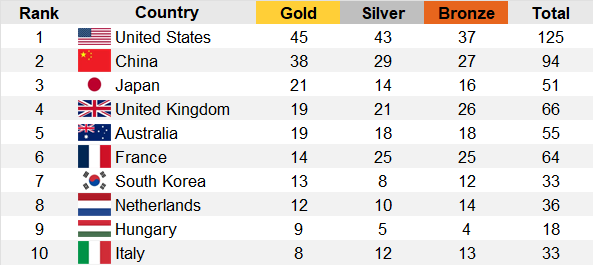 Rank Country Gold Silver Bronze Total
1 United States 45 43 37 125
2 China 38 29 27 94
3 Japan 21 14 16 51
4 United Kingdom 19 21 26 66
5 Australia 19 18 18 55
6 France 14 25 25 64
7 South Korea 13 8 12 33
8 Netherlands 12 10 14 36
9 Hungary 9 5 4 18
10 Italy 8 12 13 33